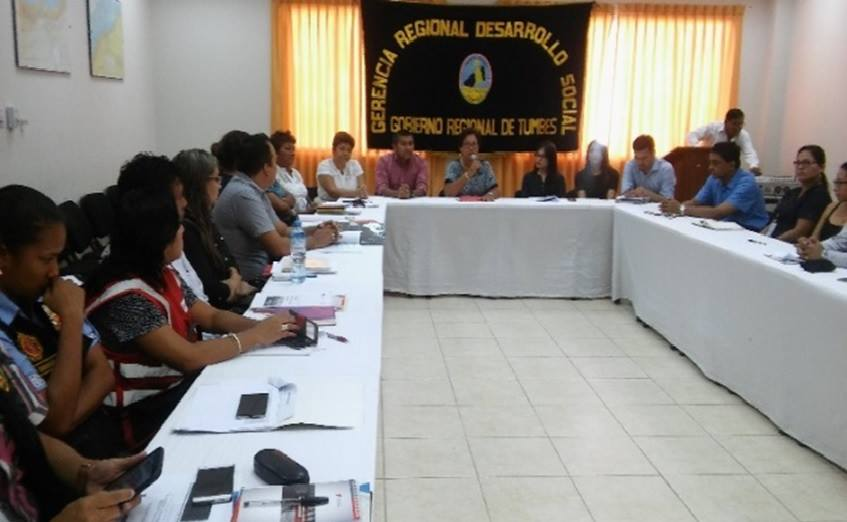 GERENCIA REGIONAL DESARROLLO SOCIAL
GOBIERNO REGIONAL DE TUMBES